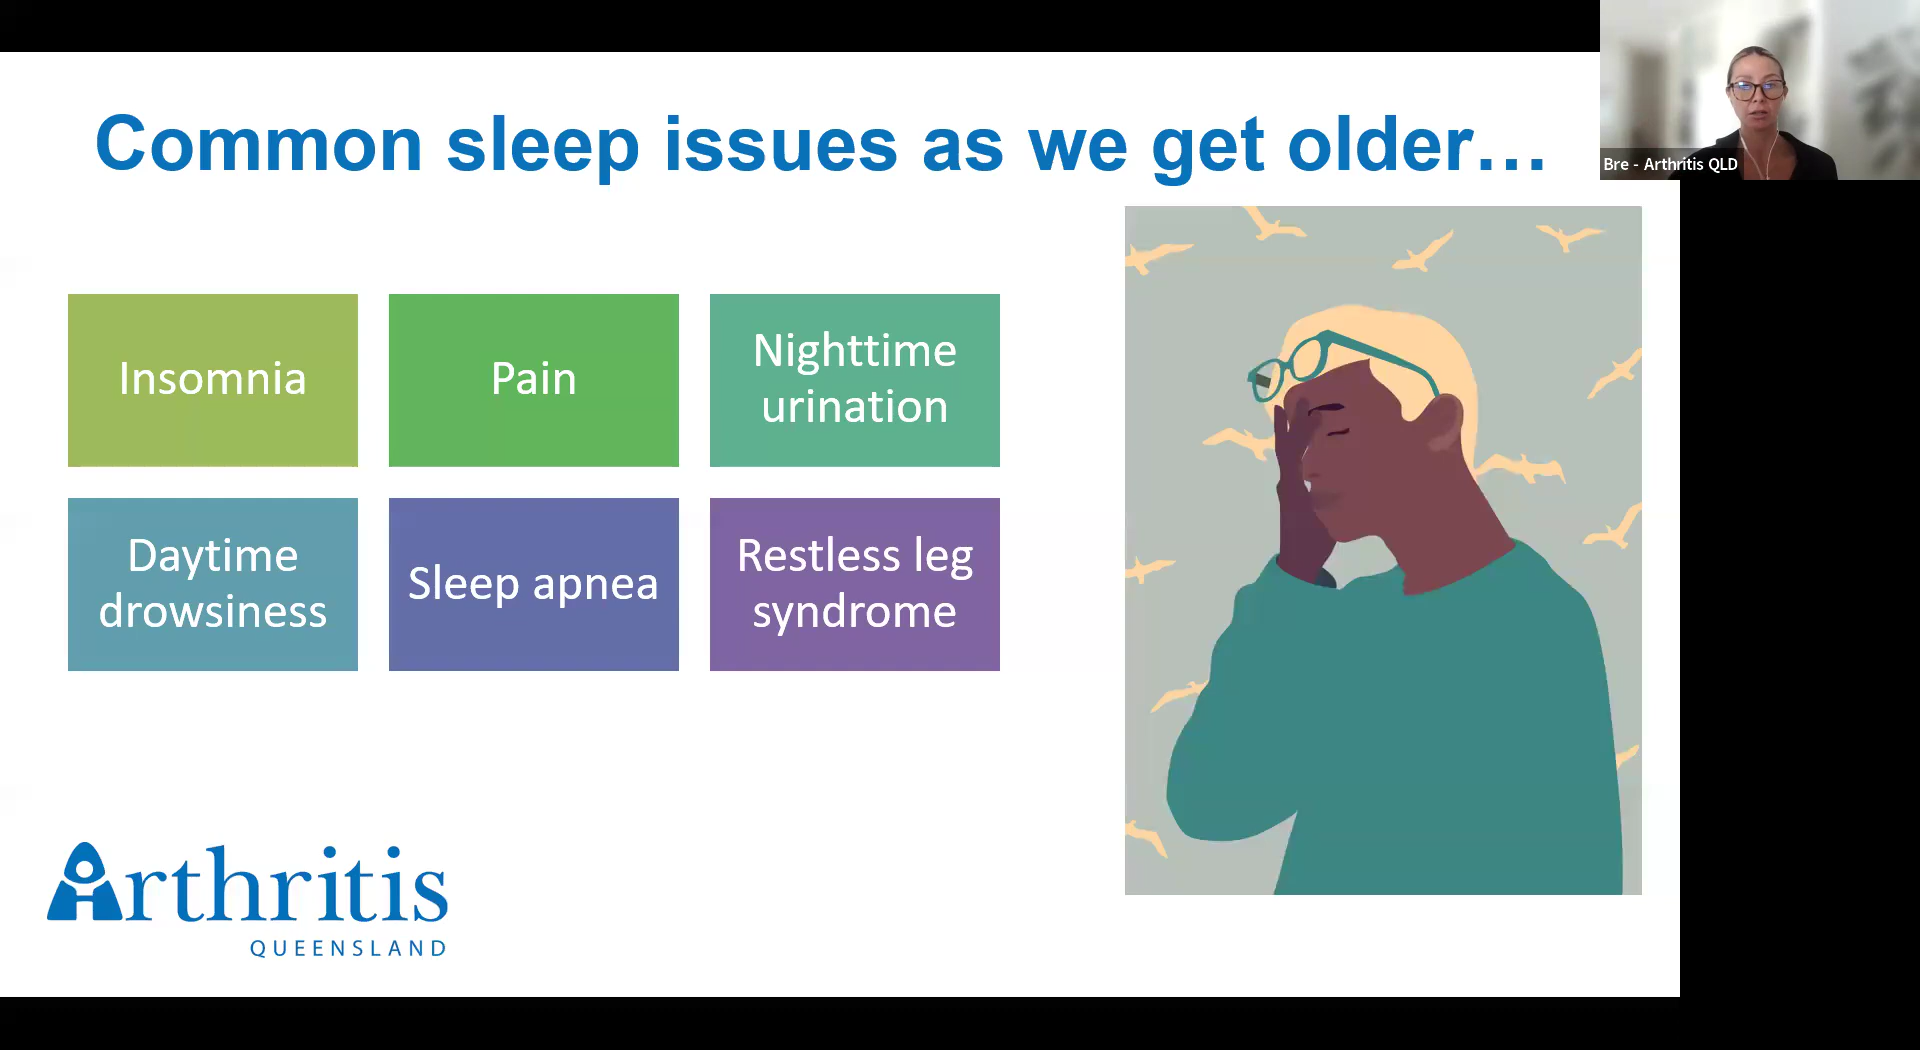 Common sleep issues as we get older…
Bre - Arthritis QLD
Insomnia
Pain
Nighttime
urination
Daytime
drowsiness
Sleep apnea
Restless leg
syndrome
Arthritis
QUEENSLAND